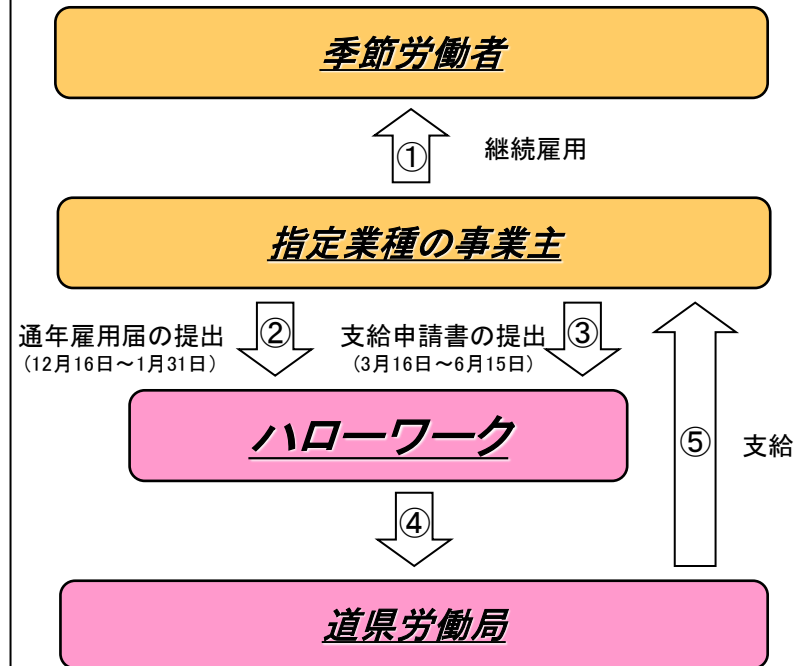 季節労働者
①
継続雇用
指定業種の事業主
通年雇用届の提出
（12月16日～1月31日）
②
支給申請書の提出
（3月16日～6月15日）
③
ハローワーク
⑤
支給
④
道県労働局